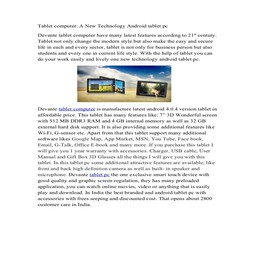 Tablet computer: A New Technology Android tablet pc
Devante tablet computer have many latest features according to 21st century.
Tablet not only change the modern style but also make the easy and secure
life in each and every sector. tablet is not only for business person but also
students and every one in current life style. With the help of tablet you can
do your work easily and lively one new technology android tablet pc.
Devante tablet computer is manufacture latest android 4.0.4 version tablet in
affordable price. This tablet has many features like; 7" 3D Wonderful screen
with 512 MB DDR3 RAM and 4 GB internal memory as well as 32 GB
external hard disk support. It is also providing some additional features like
Wi-Fi, G-sensor etc. Apart from that this tablet support many additional
software likes Google Map, App Market, MSN, You Tube, Face book,
Email, G-Talk, Office E-book and many more. If you purchase this tablet I
will give you 1 year warranty with accessories. Charger, USB cable, User
Manual and Gift Box 3D Glasses all the things I will give you with this
tablet. In this tablet pc some additional attractive features are available; like
front and back high definition camera as well as built- in speaker and
microphone. Devante tablet pc the one exclusive smart touch device with
good quality and graphic screen regulation, they has many preloaded
application, you can watch online movies, video or anything that is easily
play and download. In India the best branded and android tablet pc with
accessories with frees seeping and discounted cost. That opens about 2800
customer care in India.